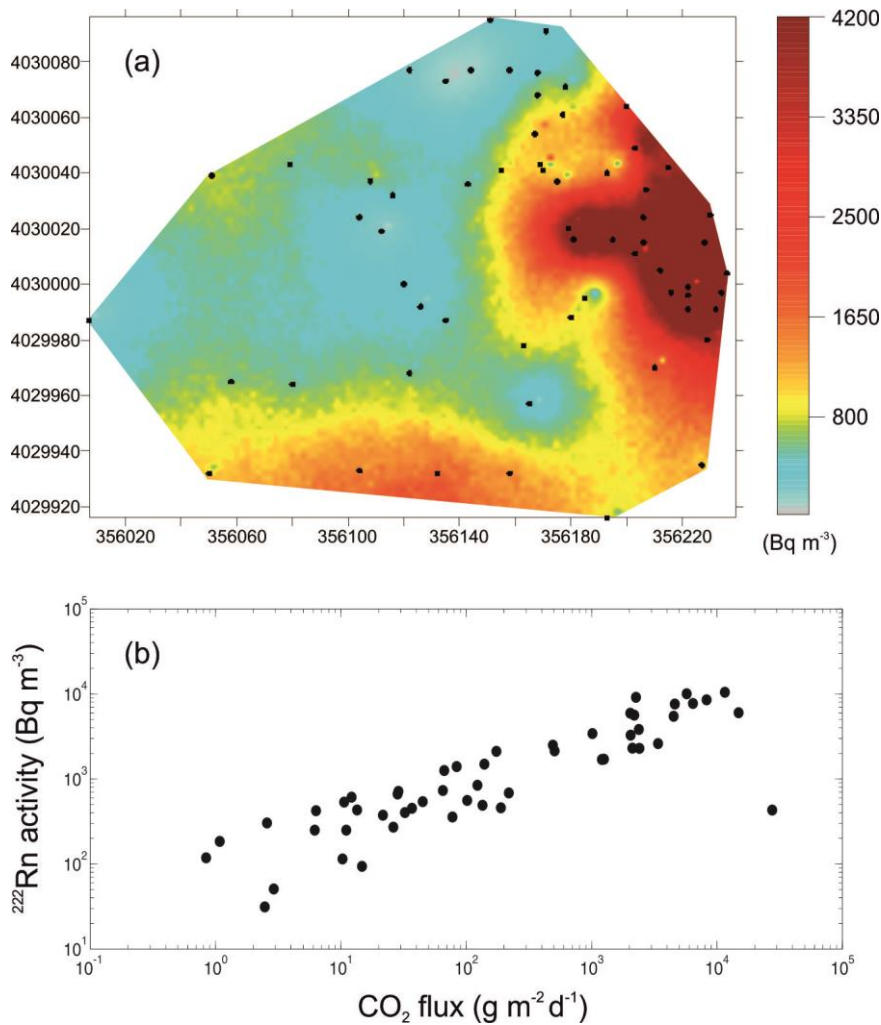 (a)
4030080
4030060
4030040
4030020
4030000
4029980
4029960
4029940
4029920
356020 356060 356100 356140 356180 356220
4200
3350
2500
1650
800
(Bq m⁻³)
(b)
²²²Rn activity (Bq m⁻³)
10⁵
10⁴
10³
10²
10¹
10⁻¹ 10⁰ 10¹ 10² 10³ 10⁴ 10⁵
CO₂ flux (g m⁻² d⁻¹)